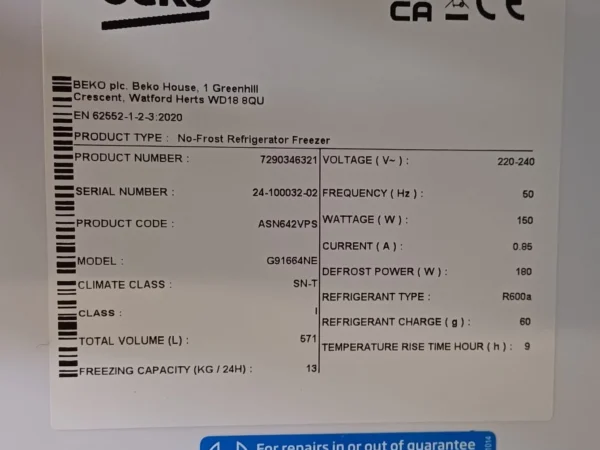 beko
UK CA CE
BEKO plc. Beko House, 1 Greenhill
Crescent, Watford Herts WD18 8QU
EN 62552-1-2-3:2020
PRODUCT TYPE : No-Frost Refrigerator Freezer
PRODUCT NUMBER : 7290346321
SERIAL NUMBER : 24-100032-02
PRODUCT CODE : ASN642VPS
MODEL : G91664NE
CLIMATE CLASS : SN-T
CLASS : I
TOTAL VOLUME (L) : 571
FREEZING CAPACITY (KG / 24H) : 13
VOLTAGE ( V~ ) : 220-240
FREQUENCY ( Hz ) : 50
WATTAGE ( W ) : 150
CURRENT ( A ) : 0.85
DEFROST POWER ( W ) : 180
REFRIGERANT TYPE : R600a
REFRIGERANT CHARGE ( g ) : 60
TEMPERATURE RISE TIME HOUR ( h ) : 9
For repairs in or out of guarantee